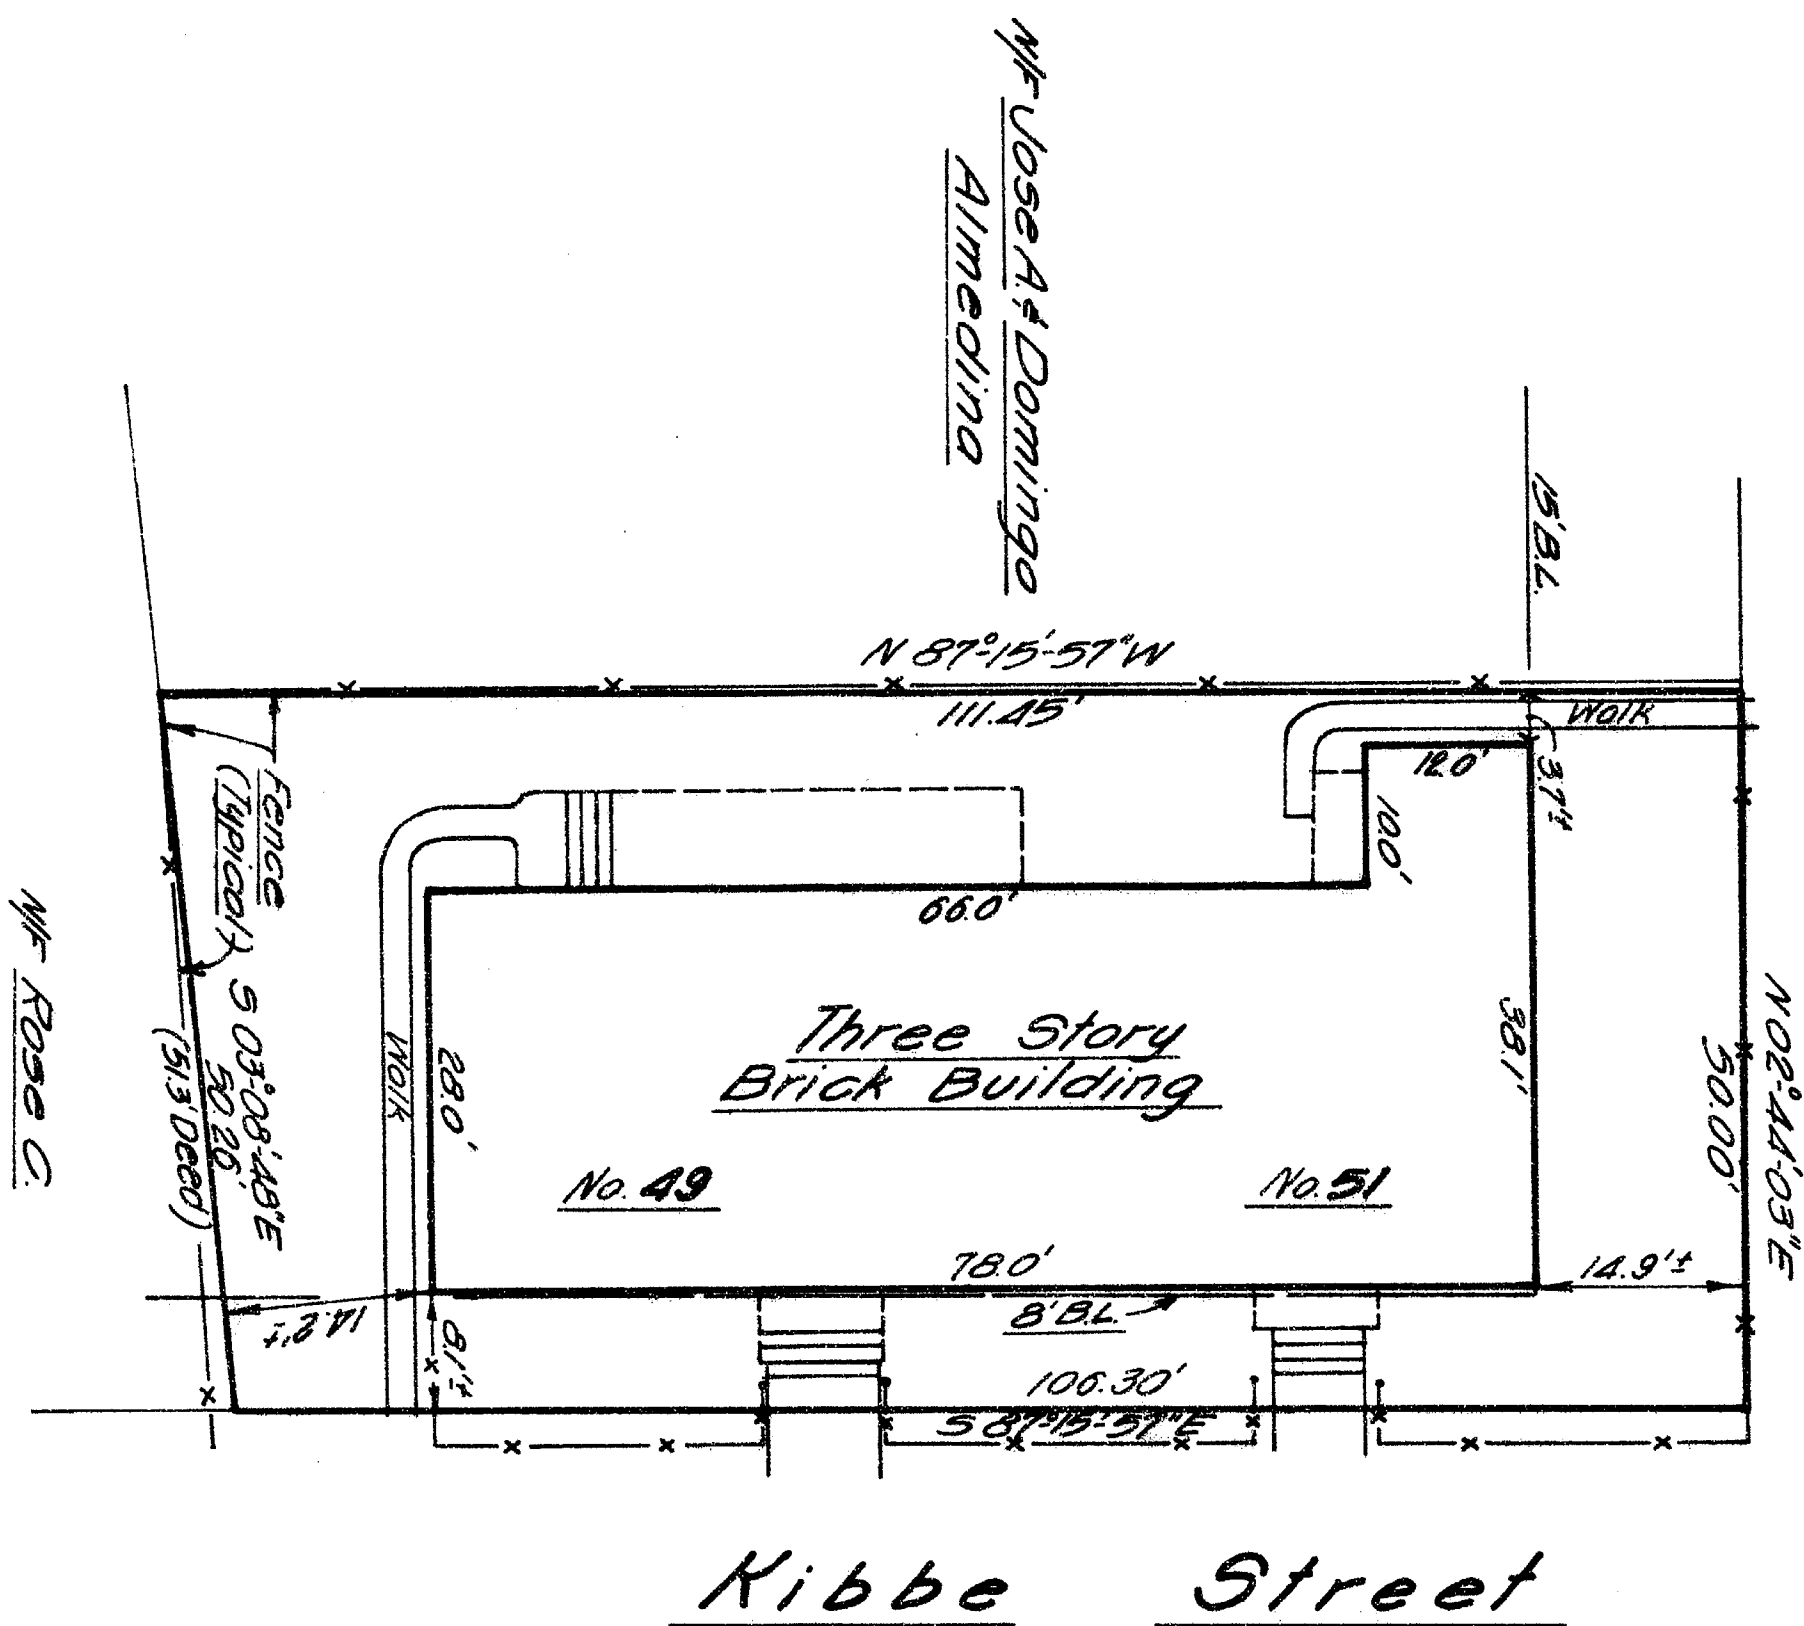 N/F Jose A. & Domingo
Almedina
15' B.L.
N 87°-15'-57" W
111.45'
Walk
12.0'
3.7'±
10.0'
Fence
(Typical)
66.0'
N/F Rose C.
S 03°-08'-48" E
50.26'
(51.3' Deed)
Walk
28.0'
Three Story
Brick Building
38.1'
N 02°-44'-03" E
50.00'
No. 49
No. 51
78.0'
14.9'±
14.2'±
8' B.L.
8.1'±
106.30'
S 87°-15'-57" E
Kibbe Street